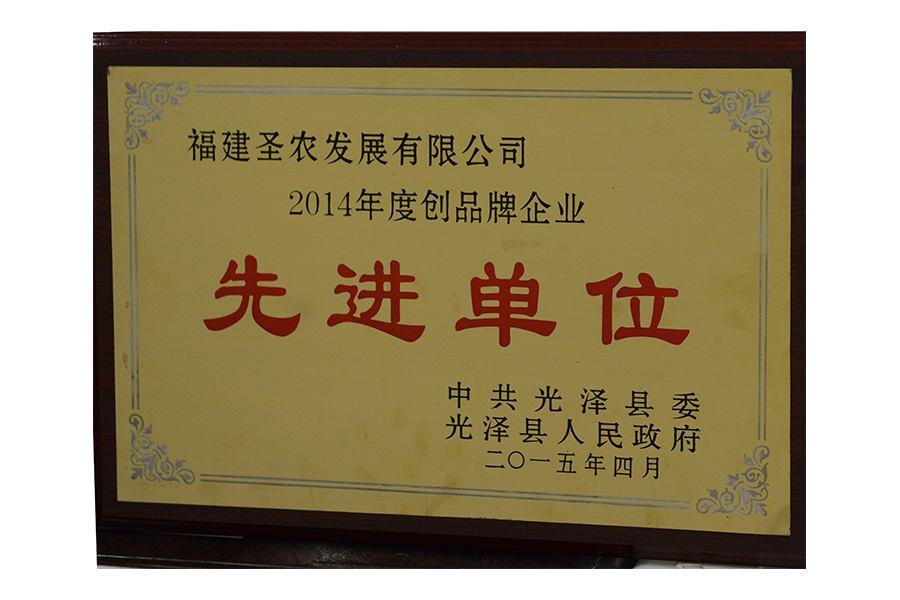 福建圣农发展有限公司
2014年度创品牌企业
先进单位
中共光泽县委
光泽县人民政府
二〇一五年四月